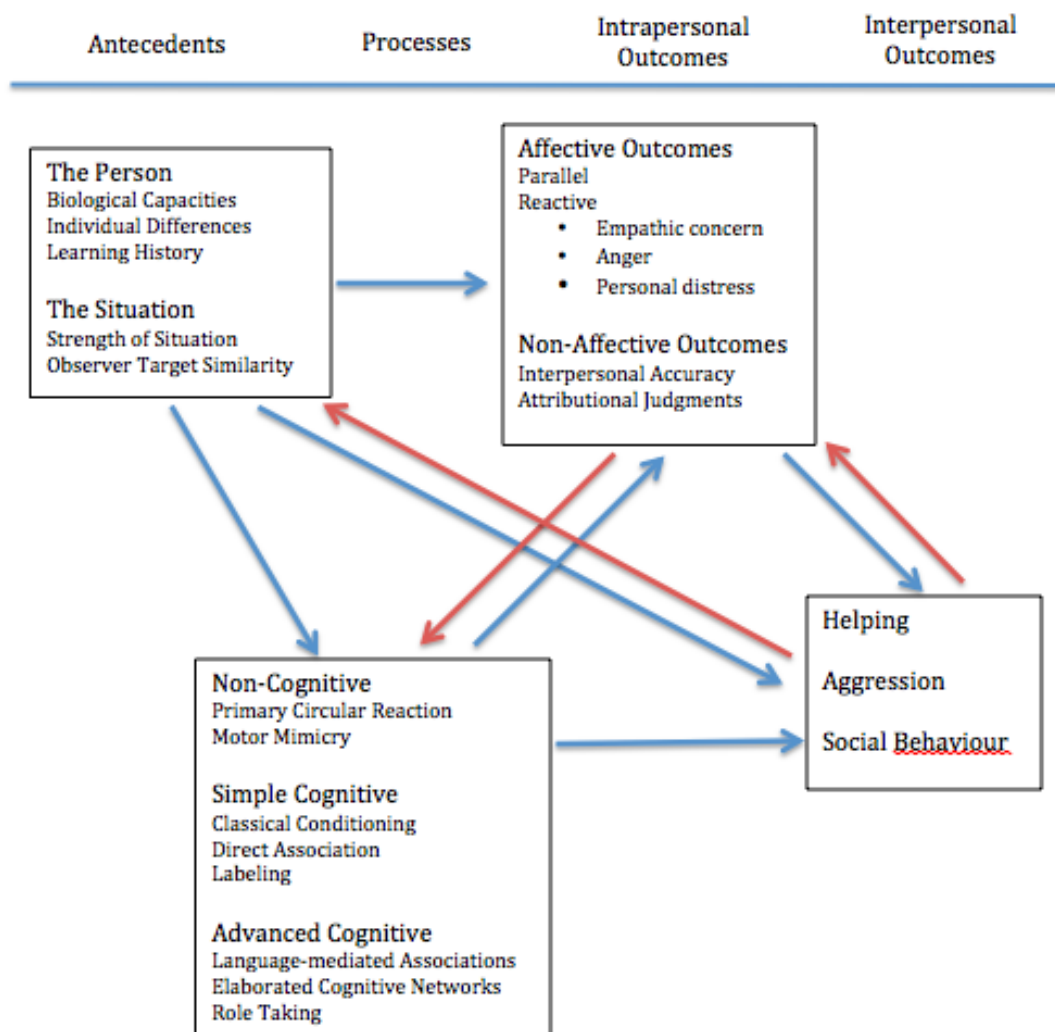 Antecedents
Processes
Intrapersonal
Outcomes
Interpersonal
Outcomes
The Person
Biological Capacities
Individual Differences
Learning History
The Situation
Strength of Situation
Observer Target Similarity
Affective Outcomes
Parallel
Reactive
• Empathic concern
• Anger
• Personal distress
Non-Affective Outcomes
Interpersonal Accuracy
Attributional Judgments
Non-Cognitive
Primary Circular Reaction
Motor Mimicry
Simple Cognitive
Classical Conditioning
Direct Association
Labeling
Advanced Cognitive
Language-mediated Associations
Elaborated Cognitive Networks
Role Taking
Helping
Aggression
Social Behaviour